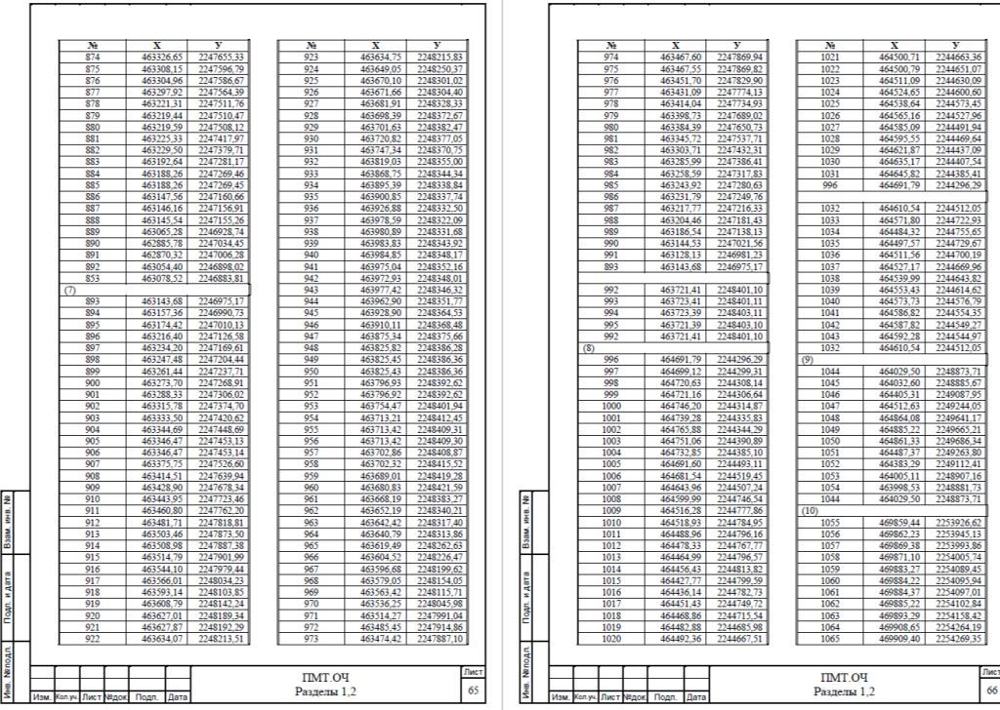 № X У
874 463326,65 2247655,33
875 463308,15 2247596,79
876 463304,96 2247586,67
877 463297,92 2247564,39
878 463221,31 2247511,76
879 463219,44 2247510,47
880 463219,59 2247508,12
881 463225,33 2247417,97
882 463229,50 2247379,71
883 463192,64 2247281,17
884 463188,26 2247269,46
885 463188,26 2247269,45
886 463147,56 2247160,66
887 463146,16 2247156,91
888 463145,54 2247155,26
889 463065,28 2246928,74
890 462885,78 2247034,45
891 462870,32 2247006,28
892 463054,40 2246898,02
853 463078,52 2246883,81
(7)
893 463143,68 2246975,17
894 463157,36 2246990,73
895 463174,42 2247010,13
896 463216,40 2247126,58
897 463234,20 2247169,61
898 463247,48 2247204,44
899 463261,44 2247237,71
900 463273,70 2247268,91
901 463288,33 2247306,02
902 463315,78 2247374,70
903 463333,50 2247420,62
904 463344,69 2247448,69
905 463346,47 2247453,13
906 463346,47 2247453,14
907 463375,75 2247526,60
908 463414,51 2247639,94
909 463428,90 2247678,34
910 463443,95 2247723,46
911 463460,80 2247762,20
912 463481,71 2247818,81
913 463503,46 2247873,50
914 463508,98 2247887,38
915 463514,79 2247901,99
916 463544,10 2247979,44
917 463566,01 2248034,23
918 463593,14 2248103,85
919 463608,79 2248142,24
920 463627,01 2248189,34
921 463627,87 2248192,29
922 463634,07 2248213,51
№ X У
923 463634,75 2248215,83
924 463649,05 2248250,37
925 463670,10 2248301,02
926 463671,66 2248304,40
927 463681,91 2248328,33
928 463698,39 2248372,67
929 463701,63 2248382,47
930 463720,82 2248377,05
931 463747,34 2248370,75
932 463819,03 2248355,00
933 463868,75 2248344,34
934 463895,39 2248338,84
935 463900,85 2248337,74
936 463926,88 2248332,50
937 463978,59 2248322,09
938 463980,89 2248331,68
939 463983,83 2248343,92
940 463984,85 2248348,17
941 463975,04 2248352,16
942 463972,93 2248348,01
943 463977,42 2248346,32
944 463962,90 2248351,77
945 463928,90 2248364,53
946 463910,11 2248368,48
947 463875,34 2248375,66
948 463825,82 2248386,28
949 463825,45 2248386,36
950 463825,43 2248386,36
951 463796,93 2248392,62
952 463796,92 2248392,62
953 463754,47 2248401,94
954 463713,21 2248412,45
955 463713,42 2248409,31
956 463713,42 2248409,30
957 463702,86 2248408,87
958 463702,32 2248415,52
959 463689,01 2248419,28
960 463680,83 2248421,59
961 463668,19 2248383,27
962 463652,19 2248340,21
963 463642,42 2248317,40
964 463640,79 2248313,86
965 463619,49 2248262,63
966 463604,52 2248226,47
967 463596,68 2248199,62
968 463579,05 2248154,05
969 463563,42 2248115,71
970 463536,25 2248045,98
971 463514,27 2247991,04
972 463485,45 2247914,86
973 463474,42 2247887,10
Взам. инв. №
Подп. и дата
Инв. №подл.
Изм. Кол.уч. Лист №док Подп. Дата
ПМТ.ОЧ
Разделы 1,2
Лист
65
№ X У
974 463467,60 2247869,94
975 463467,55 2247869,82
976 463451,70 2247829,90
977 463431,09 2247774,13
978 463414,04 2247734,93
979 463398,73 2247689,02
980 463384,39 2247650,73
981 463345,72 2247537,71
982 463303,71 2247432,31
983 463285,99 2247386,41
984 463258,59 2247317,83
985 463243,92 2247280,63
986 463231,79 2247249,76
987 463217,77 2247216,33
988 463204,46 2247181,43
989 463186,54 2247138,13
990 463144,53 2247021,56
991 463128,13 2246981,23
893 463143,68 2246975,17
992 463721,41 2248401,10
993 463723,41 2248401,11
994 463723,39 2248403,11
995 463721,39 2248403,10
992 463721,41 2248401,10
(8)
996 464691,79 2244296,29
997 464699,12 2244299,31
998 464720,63 2244308,14
999 464721,16 2244306,64
1000 464746,20 2244314,87
1001 464739,28 2244335,83
1002 464765,88 2244344,29
1003 464751,06 2244390,89
1004 464732,85 2244385,10
1005 464691,60 2244493,11
1006 464681,54 2244519,45
1007 464643,96 2244507,24
1008 464599,99 2244746,54
1009 464516,28 2244777,86
1010 464518,93 2244784,95
1011 464488,96 2244796,16
1012 464478,33 2244767,77
1013 464464,99 2244796,57
1014 464456,43 2244813,82
1015 464427,77 2244799,59
1016 464436,14 2244782,73
1017 464451,43 2244749,72
1018 464468,86 2244715,54
1019 464482,88 2244685,98
1020 464492,36 2244667,51
№ X У
1021 464500,71 2244663,36
1022 464500,79 2244651,07
1023 464511,09 2244630,09
1024 464524,65 2244600,60
1025 464538,64 2244573,45
1026 464565,16 2244527,96
1027 464585,09 2244491,94
1028 464595,55 2244469,64
1029 464621,87 2244437,09
1030 464635,17 2244407,54
1031 464645,82 2244385,41
996 464691,79 2244296,29
1032 464610,54 2244512,05
1033 464571,80 2244722,93
1034 464484,32 2244755,65
1035 464497,57 2244729,67
1036 464511,56 2244700,19
1037 464527,17 2244669,96
1038 464539,99 2244643,82
1039 464553,43 2244614,62
1040 464573,73 2244576,79
1041 464586,82 2244554,35
1042 464587,82 2244549,27
1043 464592,28 2244544,97
1032 464610,54 2244512,05
(9)
1044 464029,50 2248873,71
1045 464032,60 2248885,67
1046 464405,31 2249087,95
1047 464512,63 2249244,05
1048 464864,08 2249641,17
1049 464885,22 2249665,21
1050 464861,33 2249686,34
1051 464487,37 2249263,80
1052 464383,29 2249112,41
1053 464005,11 2248907,16
1054 463998,53 2248881,73
1044 464029,50 2248873,71
(10)
1055 469859,44 2253926,62
1056 469862,23 2253945,13
1057 469869,38 2253993,86
1058 469871,10 2254005,74
1059 469883,27 2254089,45
1060 469884,22 2254095,94
1061 469884,37 2254097,01
1062 469885,22 2254102,84
1063 469893,29 2254158,42
1064 469908,65 2254264,19
1065 469909,40 2254269,35
Взам. инв. №
Подп. и дата
Инв. №подл.
Изм. Кол.уч. Лист №док Подп. Дата
ПМТ.ОЧ
Разделы 1,2
Лист
66